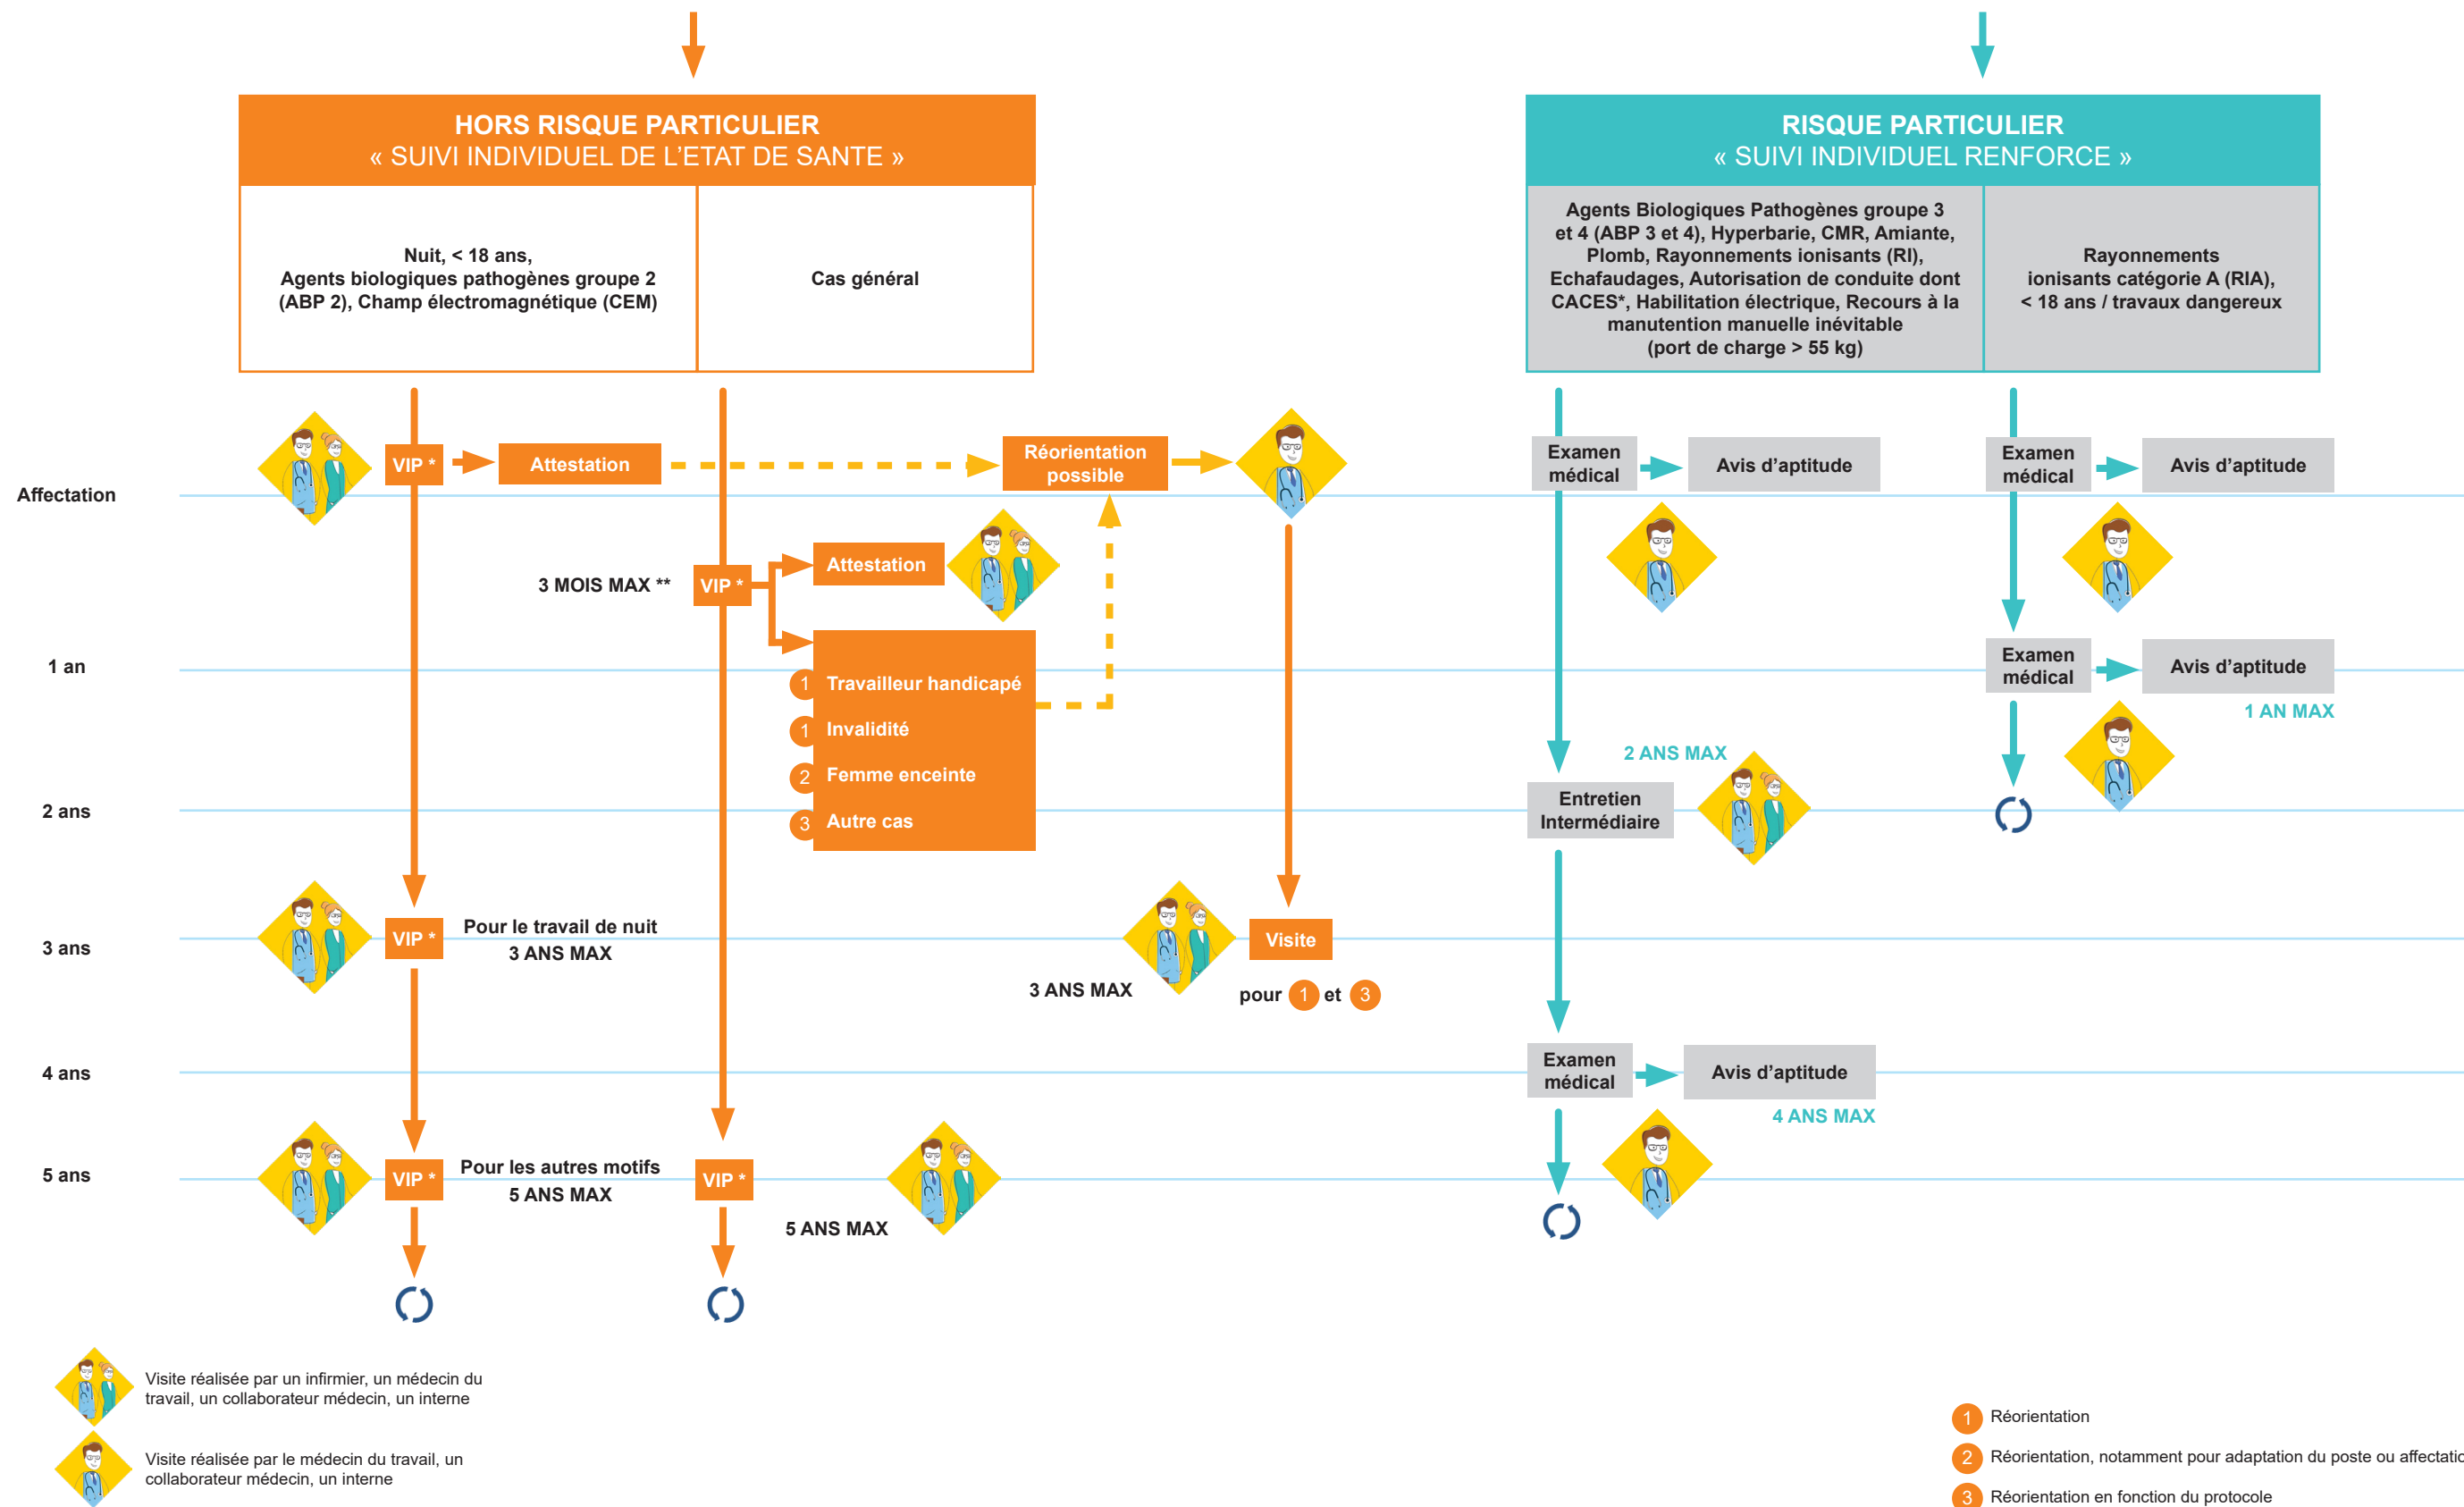 HORS RISQUE PARTICULIER
« SUIVI INDIVIDUEL DE L'ETAT DE SANTE »
Nuit, < 18 ans,
Agents biologiques pathogènes groupe 2
(ABP 2), Champ électromagnétique (CEM)
Cas général
RISQUE PARTICULIER
« SUIVI INDIVIDUEL RENFORCE »
Agents Biologiques Pathogènes groupe 3
et 4 (ABP 3 et 4), Hyperbarie, CMR, Amiante,
Plomb, Rayonnements ionisants (RI),
Echafaudages, Autorisation de conduite dont
CACES*, Habilitation électrique, Recours à la
manutention manuelle inévitable
(port de charge > 55 kg)
Rayonnements
ionisants catégorie A (RIA),
< 18 ans / travaux dangereux
Affectation
VIP *
Attestation
Réorientation
possible
Examen
médical
Avis d'aptitude
Examen
médical
Avis d'aptitude
3 MOIS MAX **
VIP *
Attestation
1 an
1 Travailleur handicapé
1 Invalidité
2 Femme enceinte
3 Autre cas
Examen
médical
Avis d'aptitude
1 AN MAX
2 ANS MAX
2 ans
Entretien
Intermédiaire
3 ans
VIP *
Pour le travail de nuit
3 ANS MAX
3 ANS MAX
Visite
pour 1 et 3
4 ans
Examen
médical
Avis d'aptitude
4 ANS MAX
5 ans
VIP *
Pour les autres motifs
5 ANS MAX
VIP *
5 ANS MAX
Visite réalisée par un infirmier, un médecin du
travail, un collaborateur médecin, un interne
Visite réalisée par le médecin du travail, un
collaborateur médecin, un interne
1 Réorientation
2 Réorientation, notamment pour adaptation du poste ou affectatio
3 Réorientation en fonction du protocole